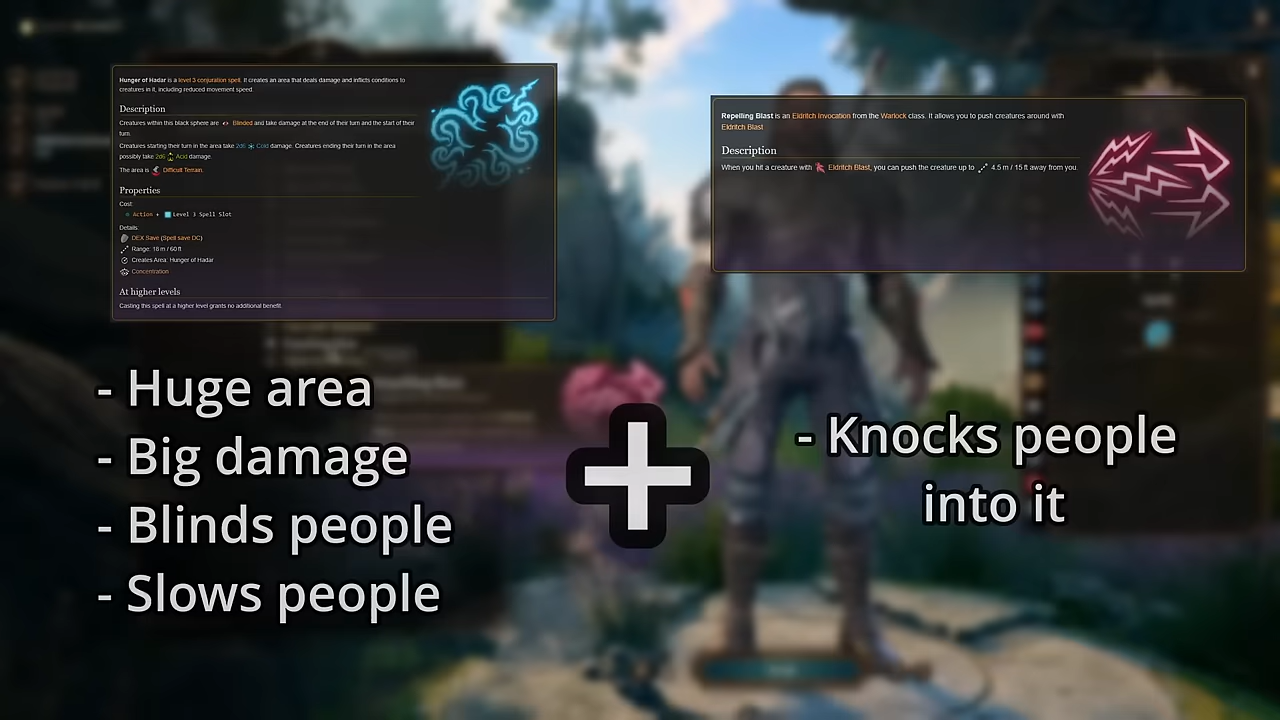 Hunger of Hadar is a level 3 conjuration spell. It creates an area that deals damage and inflicts conditions to
creatures in it, including reduced movement speed.
Description
Creatures within this black sphere are Blinded and take damage at the end of their turn and the start of their
turn.
Creatures starting their turn in the area take 2d6 Cold damage. Creatures ending their turn in the area
possibly take 2d6 Acid damage.
The area is Difficult Terrain.
Properties
Cost:
Action + Level 3 Spell Slot
Details:
DEX Save (Spell save DC)
Range: 18 m / 60 ft
Creates Area: Hunger of Hadar
Concentration
At higher levels
Casting this spell at a higher level grants no additional benefit.
Repelling Blast is an Eldritch Invocation from the Warlock class. It allows you to push creatures around with
Eldritch Blast
Description
When you hit a creature with Eldritch Blast, you can push the creature up to 4.5 m / 15 ft away from you.
- Huge area
- Big damage
- Blinds people
- Slows people
+
- Knocks people
into it